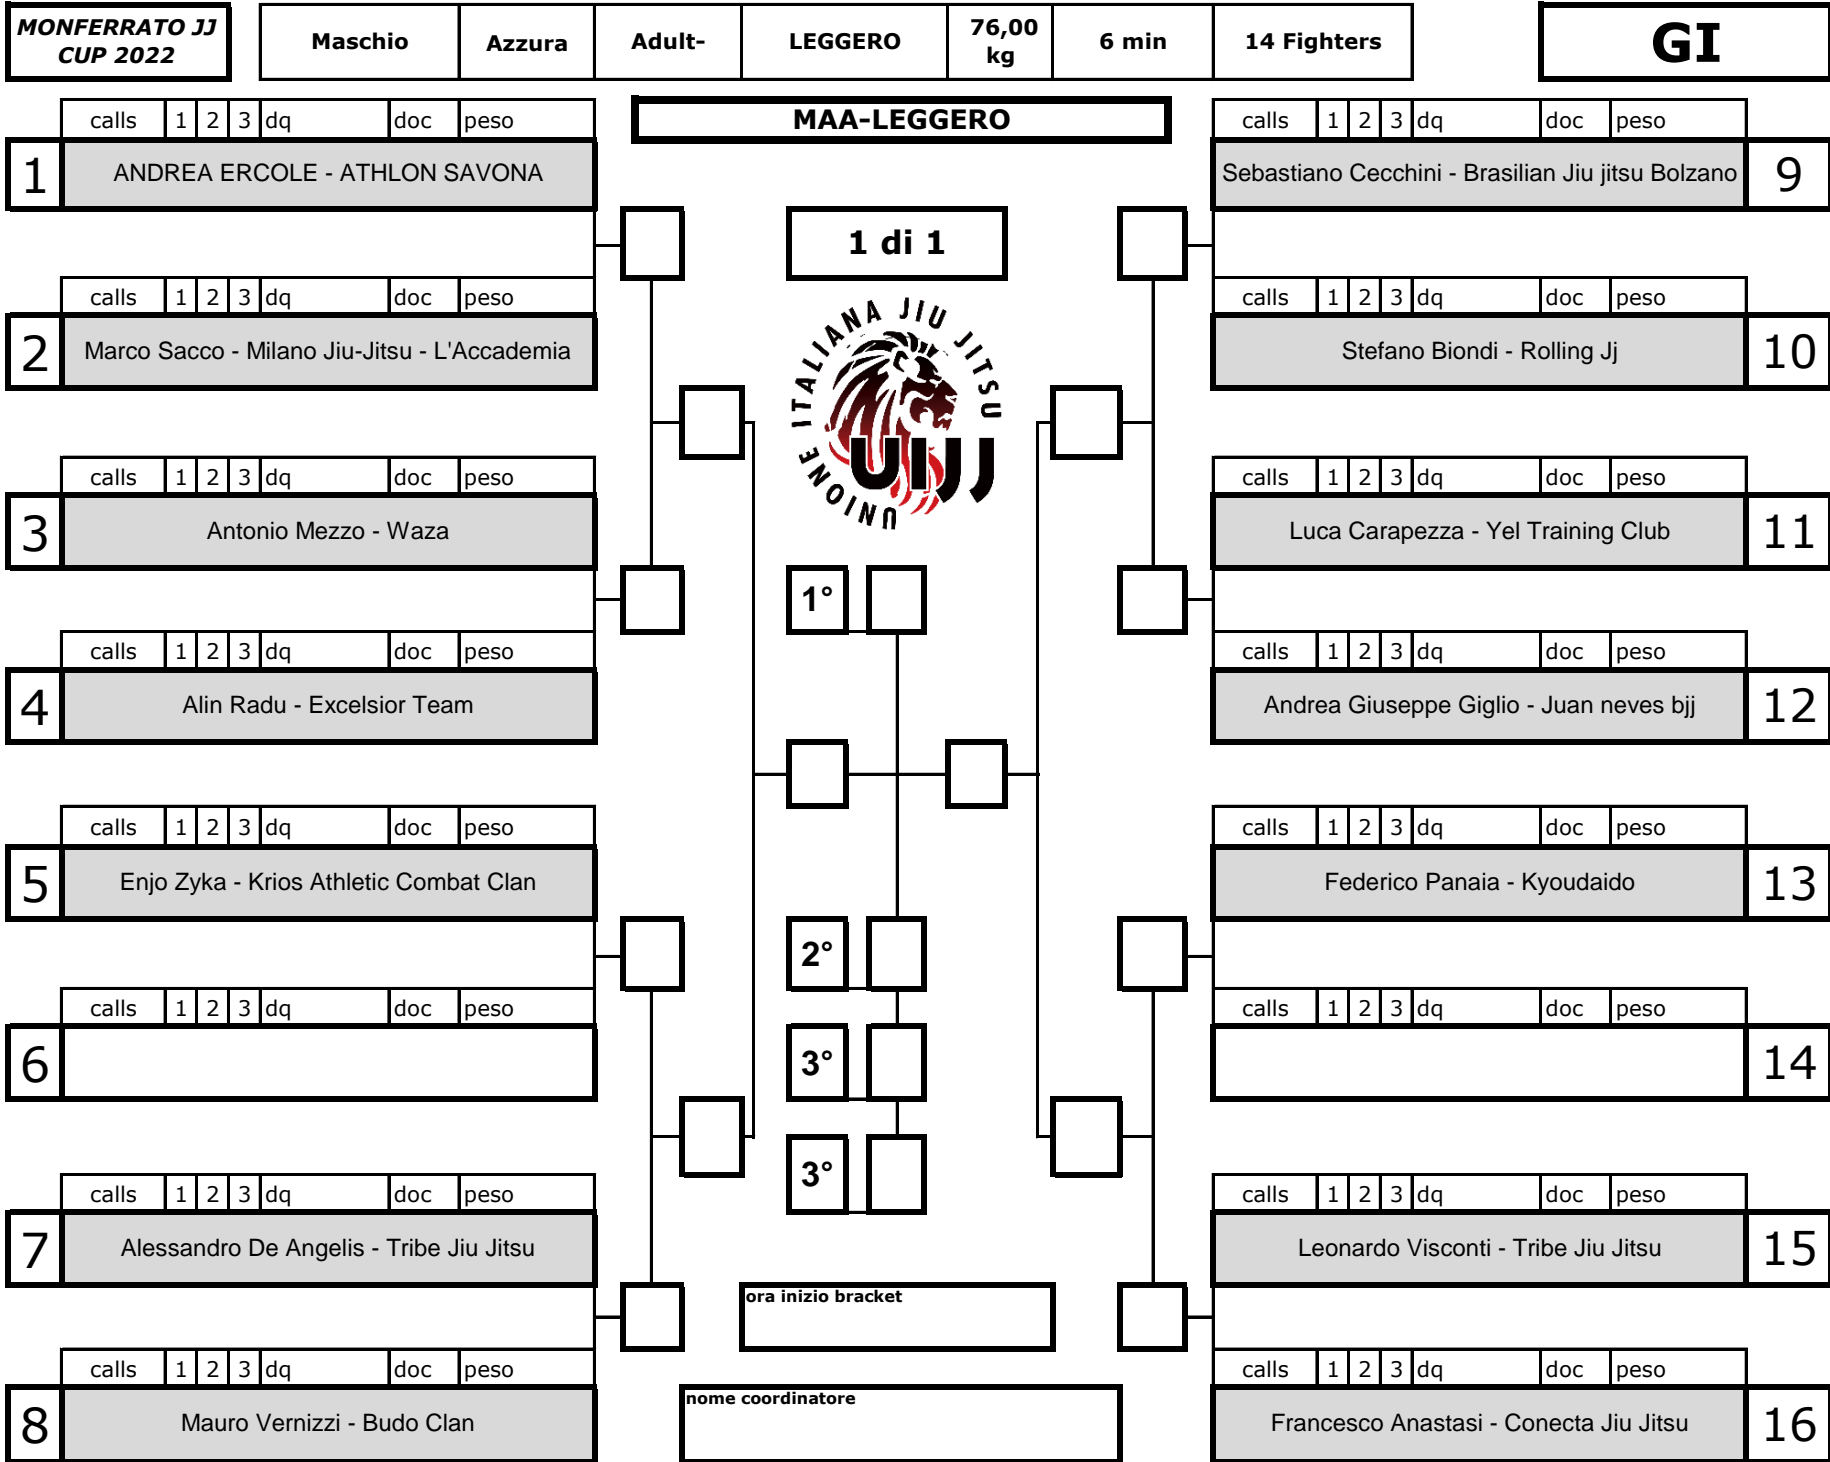 MONFERRATO JJ
CUP 2022
Maschio
Azzura
Adult-
LEGGERO
76,00
kg
6 min
14 Fighters
GI
MAA-LEGGERO
calls 1 2 3 dq doc peso
1 ANDREA ERCOLE - ATHLON SAVONA
calls 1 2 3 dq doc peso
2 Marco Sacco - Milano Jiu-Jitsu - L'Accademia
calls 1 2 3 dq doc peso
3 Antonio Mezzo - Waza
calls 1 2 3 dq doc peso
4 Alin Radu - Excelsior Team
calls 1 2 3 dq doc peso
5 Enjo Zyka - Krios Athletic Combat Clan
calls 1 2 3 dq doc peso
6
calls 1 2 3 dq doc peso
7 Alessandro De Angelis - Tribe Jiu Jitsu
calls 1 2 3 dq doc peso
8 Mauro Vernizzi - Budo Clan
1 di 1
UNIONE ITALIANA JIU JITSU
UIJJ
1°
2°
3°
3°
ora inizio bracket
nome coordinatore
calls 1 2 3 dq doc peso
Sebastiano Cecchini - Brasilian Jiu jitsu Bolzano 9
calls 1 2 3 dq doc peso
Stefano Biondi - Rolling Jj 10
calls 1 2 3 dq doc peso
Luca Carapezza - Yel Training Club 11
calls 1 2 3 dq doc peso
Andrea Giuseppe Giglio - Juan neves bjj 12
calls 1 2 3 dq doc peso
Federico Panaia - Kyoudaido 13
calls 1 2 3 dq doc peso
14
calls 1 2 3 dq doc peso
Leonardo Visconti - Tribe Jiu Jitsu 15
calls 1 2 3 dq doc peso
Francesco Anastasi - Conecta Jiu Jitsu 16